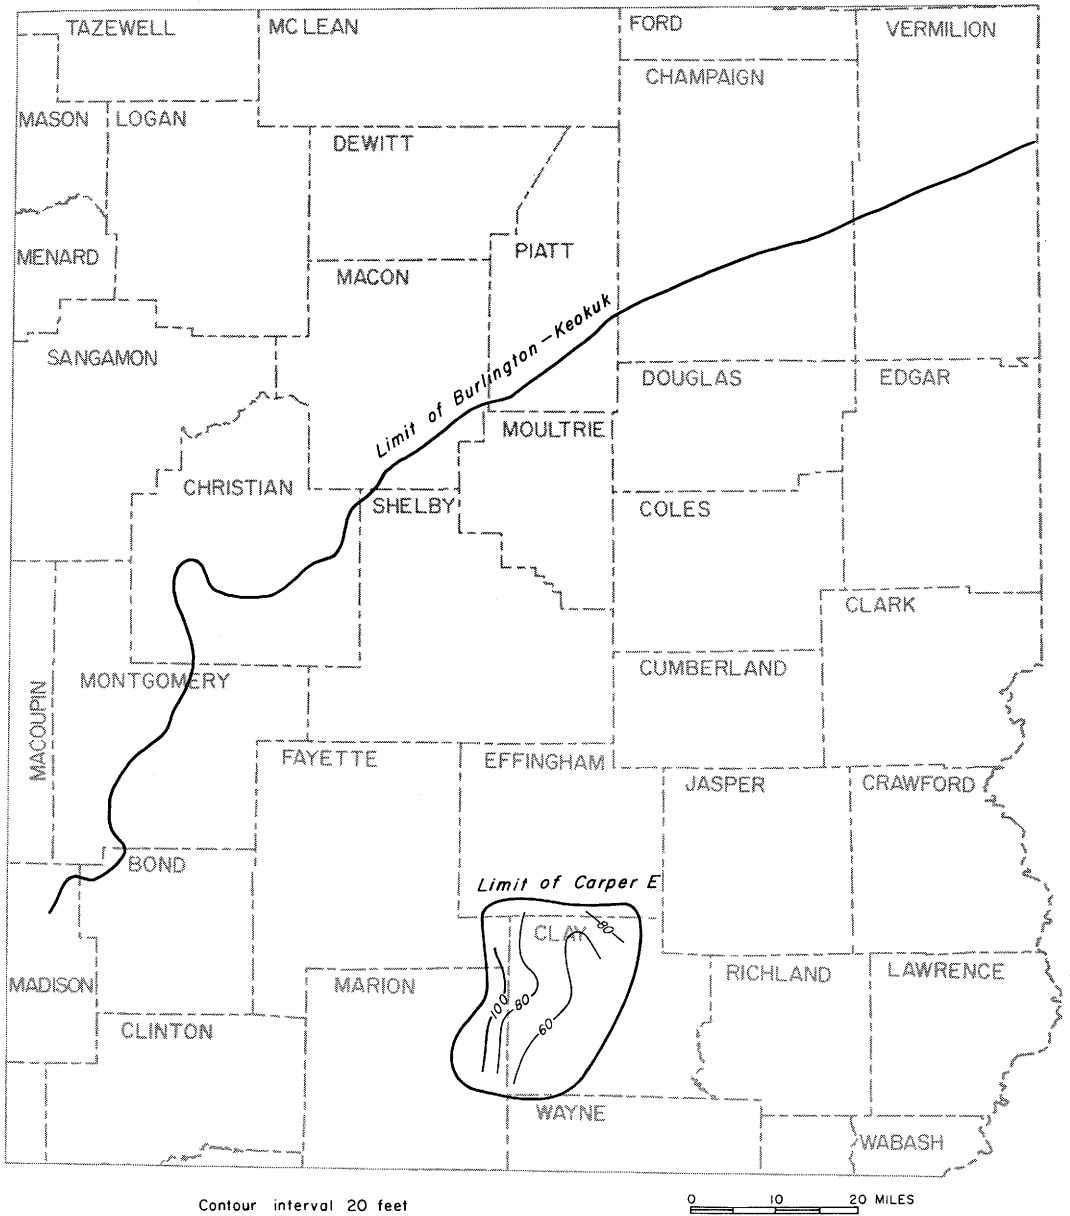 TAZEWELL
MC LEAN
FORD
VERMILION
CHAMPAIGN
MASON
LOGAN
DEWITT
MENARD
PIATT
MACON
SANGAMON
Limit of Burlington - Keokuk
DOUGLAS
EDGAR
MOULTRIE
CHRISTIAN
SHELBY
COLES
CLARK
CUMBERLAND
MONTGOMERY
MACOUPIN
FAYETTE
EFFINGHAM
JASPER
CRAWFORD
BOND
Limit of Carper E
80
CLAY
MADISON
MARION
RICHLAND
LAWRENCE
100
80
60
CLINTON
WAYNE
WABASH
Contour interval 20 feet
0 10 20 MILES